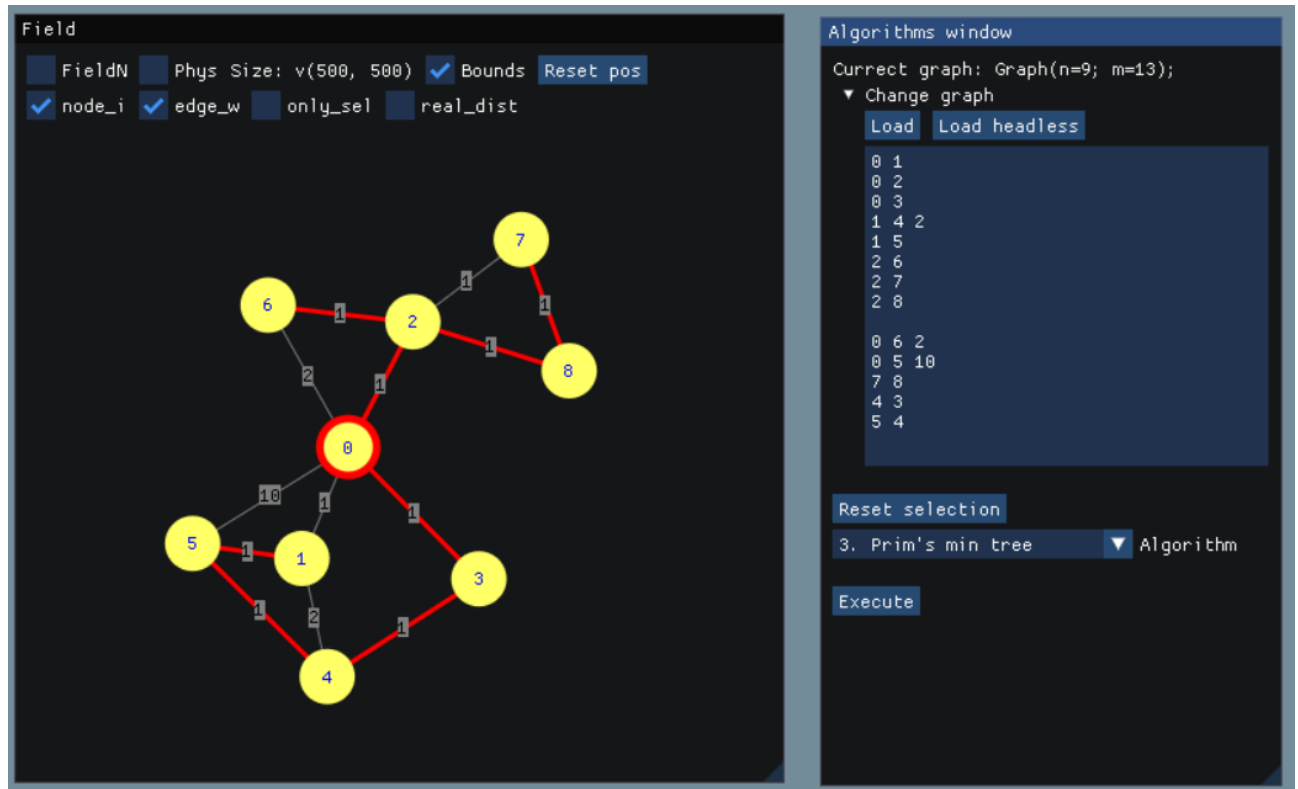 Field
FieldN Phys Size: v(500, 500) Bounds Reset pos
node_i edge_w only_sel real_dist
7
1
6
1
1
2
1
8
2
1
0
10
1
1
5
1
1
3
1
2
1
4
Algorithms window
Currect graph: Graph(n=9; m=13);
Change graph
Load Load headless
0 1
0 2
0 3
1 4 2
1 5
2 6
2 7
2 8
0 6 2
0 5 10
7 8
4 3
5 4
Reset selection
3. Prim's min tree Algorithm
Execute